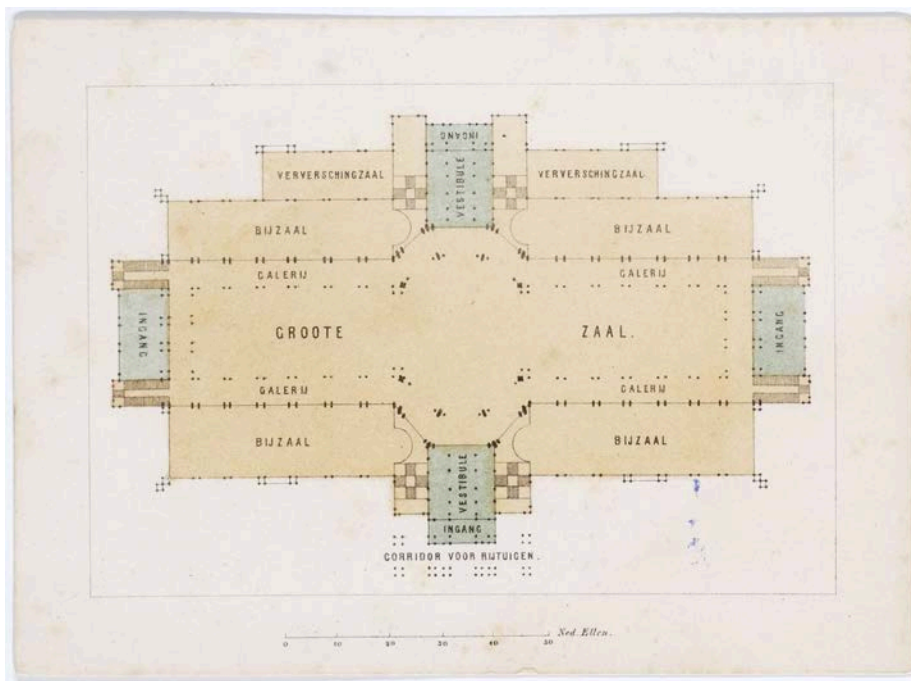 INGANG
VESTIBULE
VERVERSCHINGZAAL
VERVERSCHINGZAAL
BIJZAAL
BIJZAAL
GALERIJ
GALERIJ
INGANG
GROOTE ZAAL.
INGANG
GALERIJ
GALERIJ
BIJZAAL
BIJZAAL
VESTIBULE
INGANG
CORRIDOR VOOR RIJTUIGEN.
0 10 20 30 40 50 Ned. Ellen.